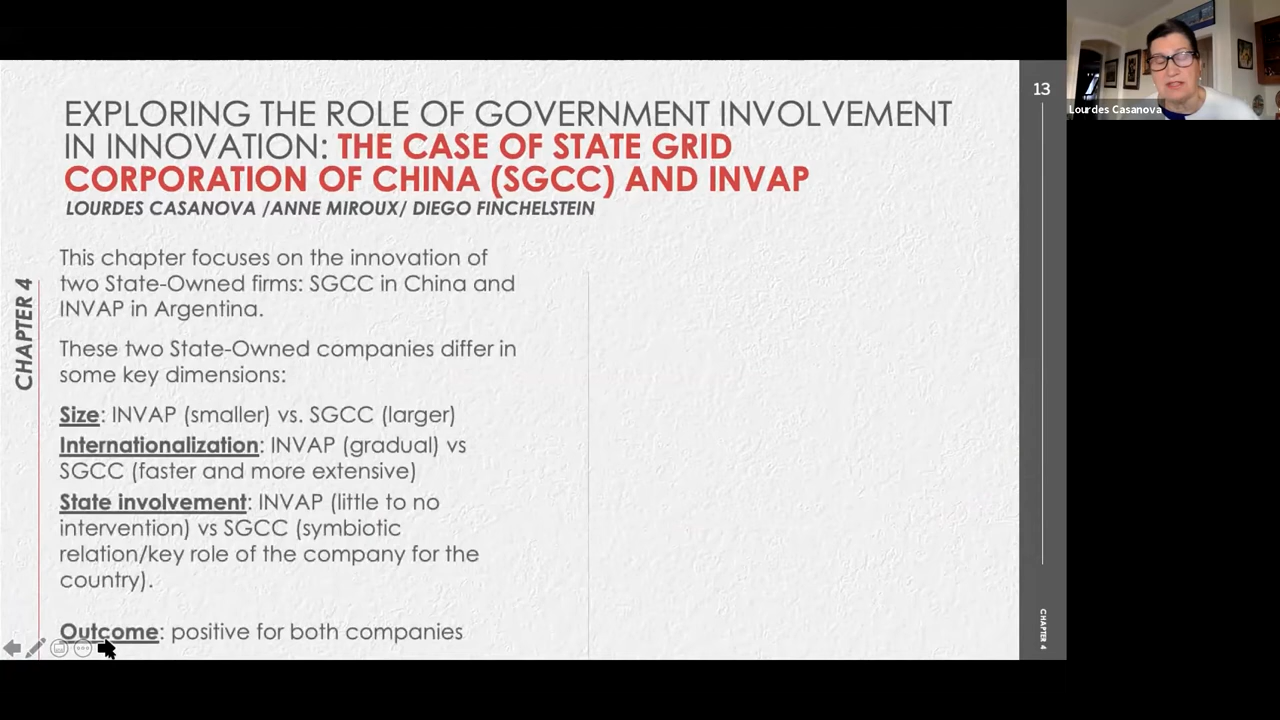 EXPLORING THE ROLE OF GOVERNMENT INVOLVEMENT
IN INNOVATION: THE CASE OF STATE GRID
CORPORATION OF CHINA (SGCC) AND INVAP
LOURDES CASANOVA /ANNE MIROUX/ DIEGO FINCHELSTEIN
CHAPTER 4
This chapter focuses on the innovation of
two State-Owned firms: SGCC in China and
INVAP in Argentina.
These two State-Owned companies differ in
some key dimensions:
Size: INVAP (smaller) vs. SGCC (larger)
Internationalization: INVAP (gradual) vs
SGCC (faster and more extensive)
State involvement: INVAP (little to no
intervention) vs SGCC (symbiotic
relation/key role of the company for the
country).
Outcome: positive for both companies
13
CHAPTER 4
Lourdes Casanova